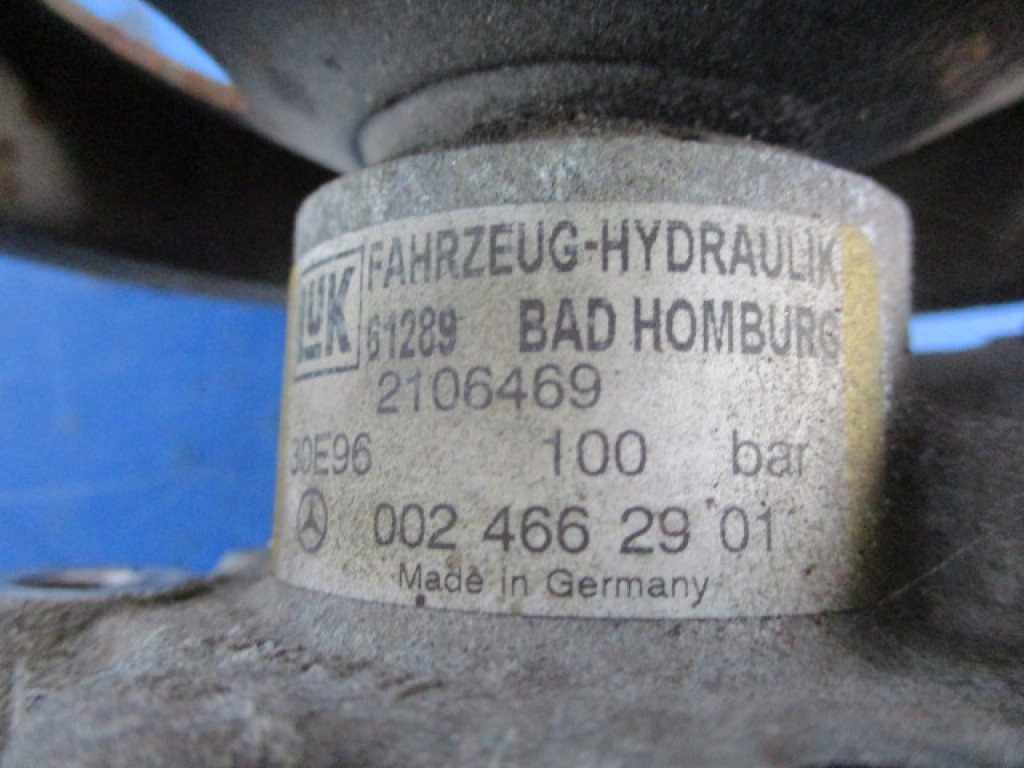 LUK FAHRZEUG-HYDRAULIK
61289 BAD HOMBURG
2106469
30E96 100 bar
002 466 29 01
Made in Germany